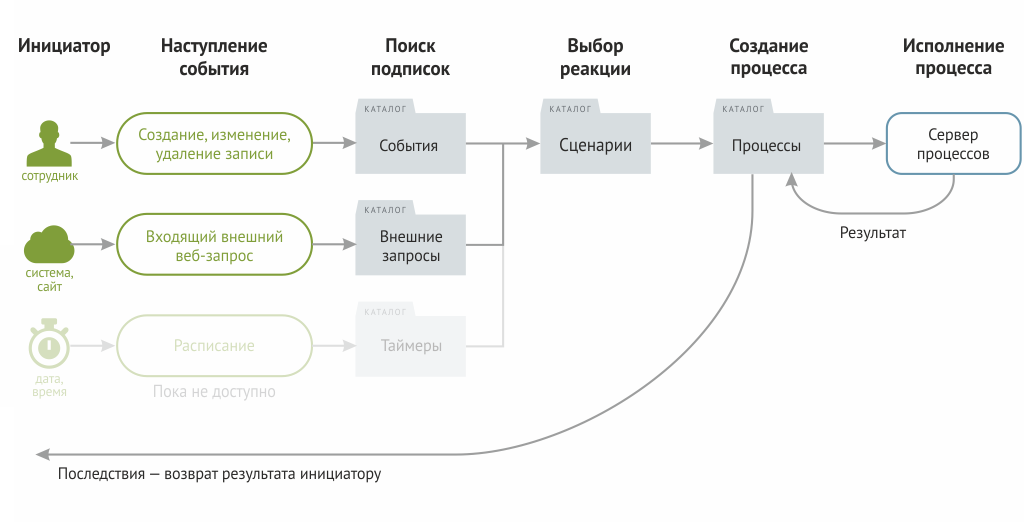 Инициатор
Наступление
события
Поиск
подписок
Выбор
реакции
Создание
процесса
Исполнение
процесса
сотрудник
Создание, изменение,
удаление записи
КАТАЛОГ
События
КАТАЛОГ
Сценарии
КАТАЛОГ
Процессы
Сервер
процессов
Результат
система,
сайт
Входящий внешний
веб-запрос
КАТАЛОГ
Внешние
запросы
дата,
время
Расписание
Пока не доступно
КАТАЛОГ
Таймеры
Последствия — возврат результата инициатору